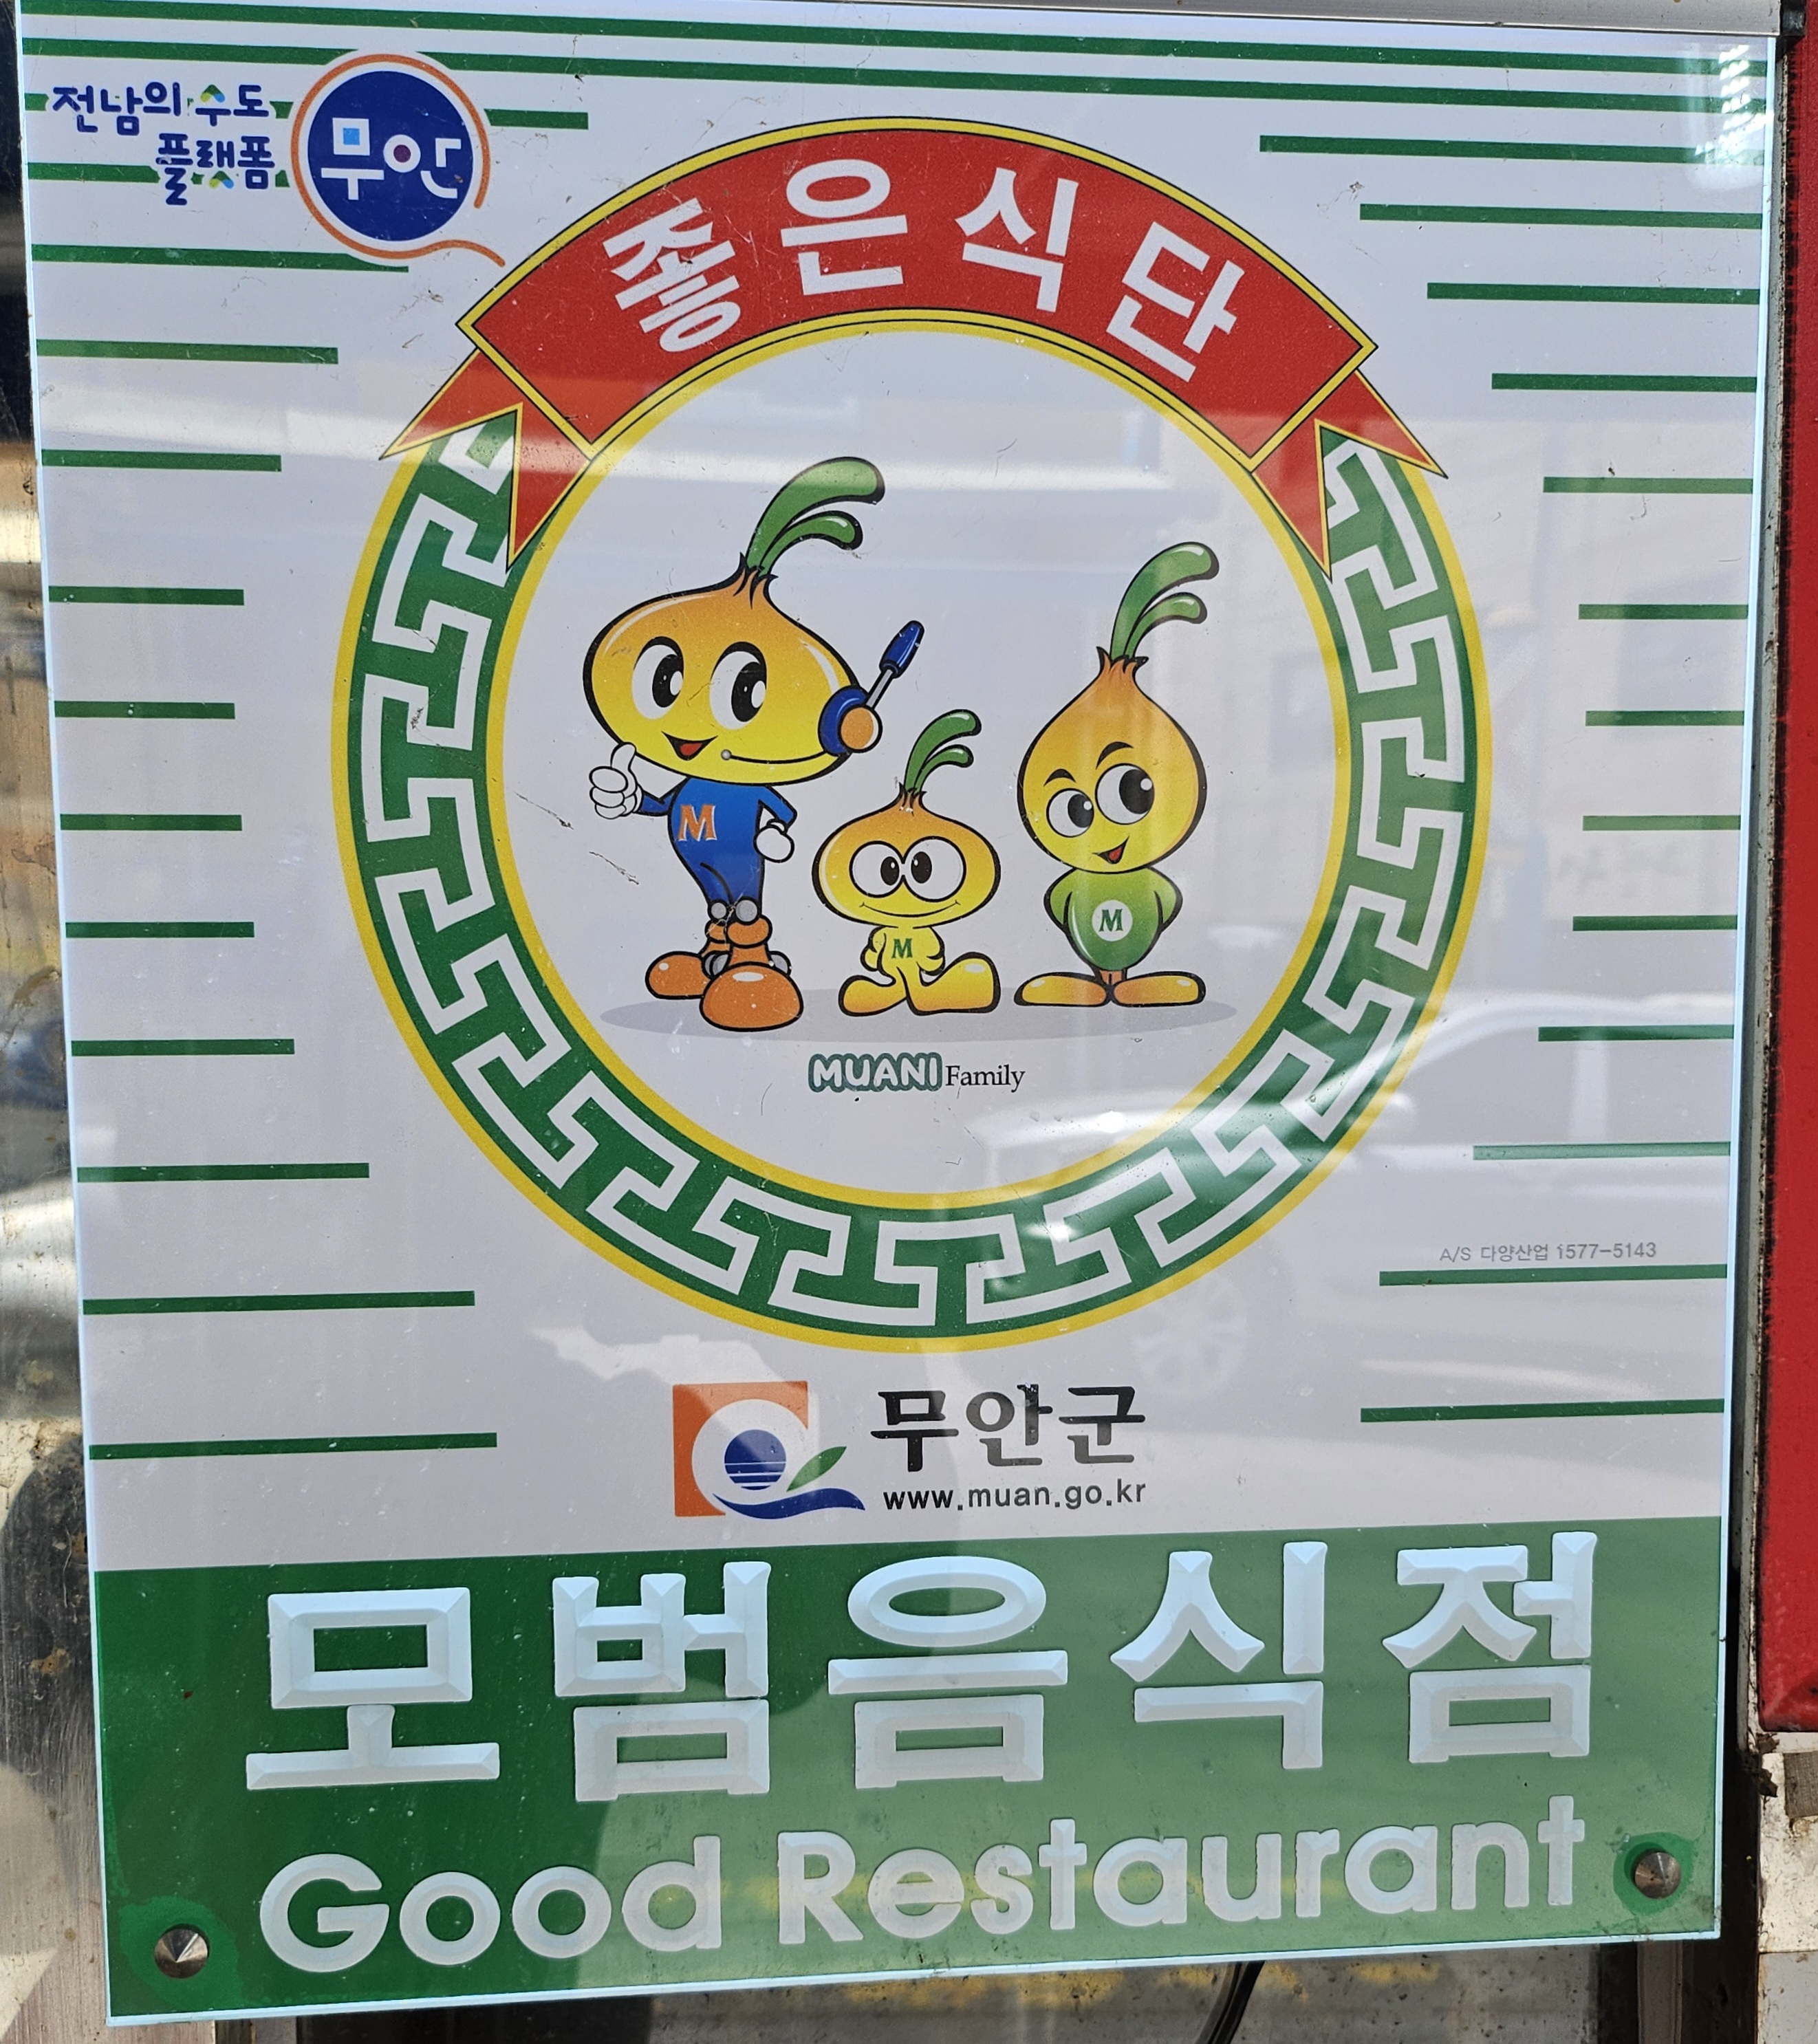 전남의 수도
플랫폼
무안
좋은식단
M
M
M
MUANI Family
A/S 다양산업 1577-5143
무안군
www.muan.go.kr
모범음식점
Good Restaurant